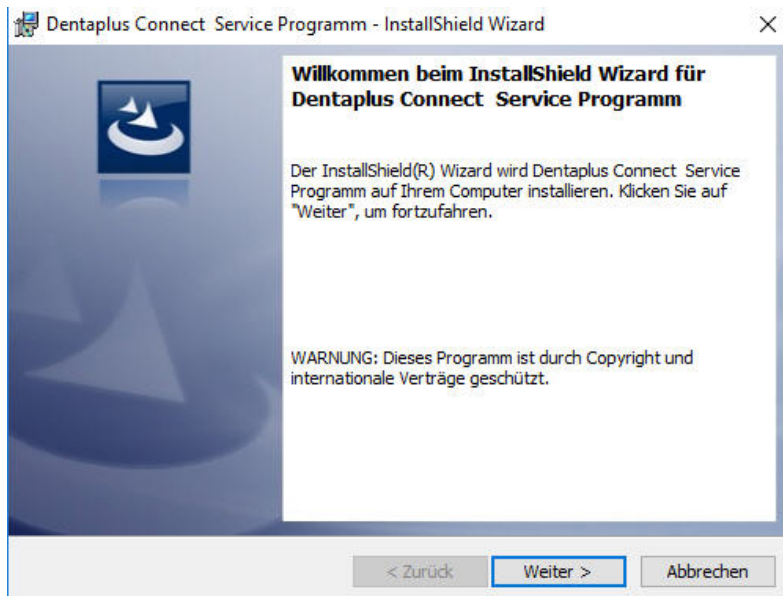 Dentaplus Connect  Service Programm - InstallShield Wizard
Willkommen beim InstallShield Wizard für
Dentaplus Connect  Service Programm
Der InstallShield(R) Wizard wird Dentaplus Connect  Service
Programm auf Ihrem Computer installieren. Klicken Sie auf
"Weiter", um fortzufahren.
WARNUNG: Dieses Programm ist durch Copyright und
internationale Verträge geschützt.
< Zurück
Weiter >
Abbrechen